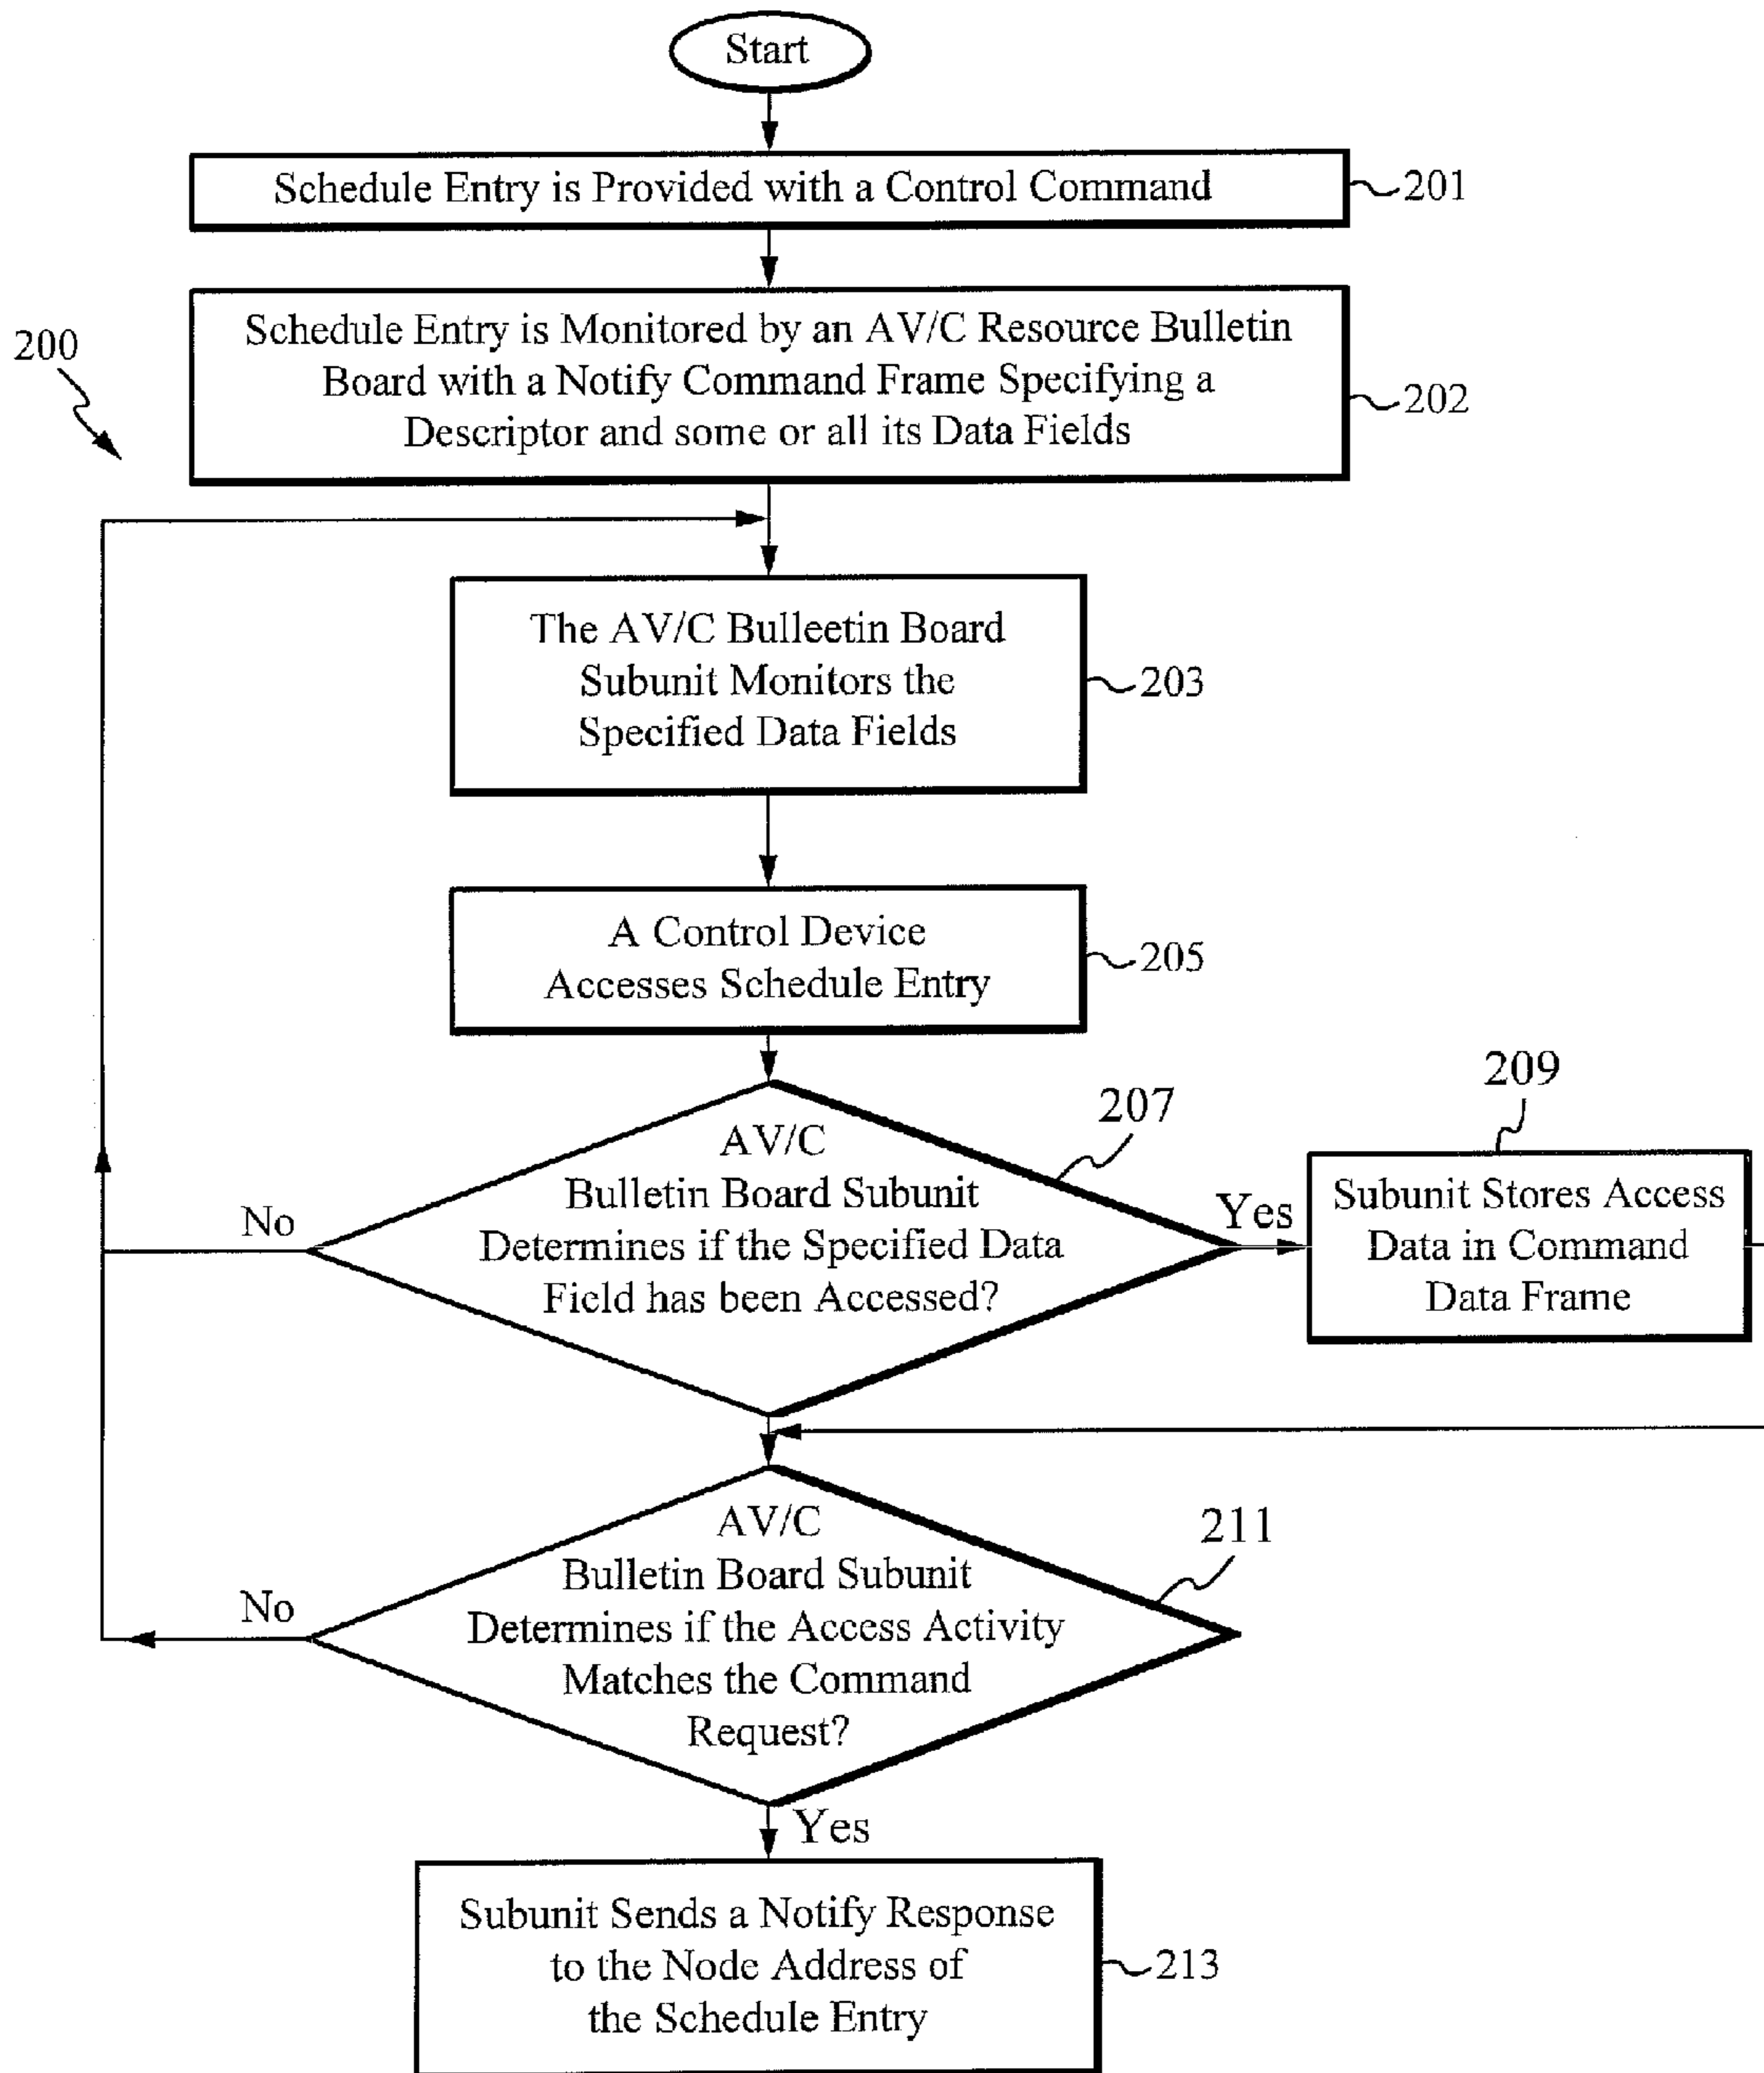 Start
Schedule Entry is Provided with a Control Command
201
200
Schedule Entry is Monitored by an AV/C Resource Bulletin
Board with a Notify Command Frame Specifying a
Descriptor and some or all its Data Fields
202
The AV/C Bulleetin Board
Subunit Monitors the
Specified Data Fields
203
A Control Device
Accesses Schedule Entry
205
AV/C
Bulletin Board Subunit
Determines if the Specified Data
Field has been Accessed?
207
No
Yes
209
Subunit Stores Access
Data in Command
Data Frame
AV/C
Bulletin Board Subunit
Determines if the Access Activity
Matches the Command
Request?
211
No
Yes
Subunit Sends a Notify Response
to the Node Address of
the Schedule Entry
213